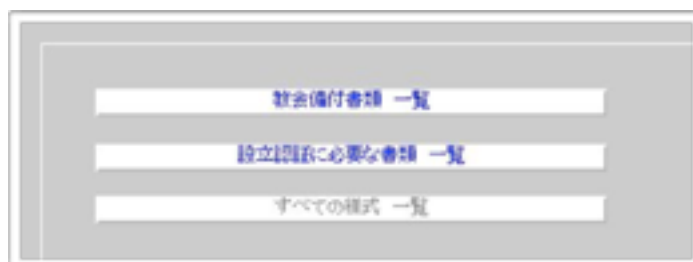 教会備付書類 一覧
設立認証に必要な書類 一覧
すべての様式 一覧